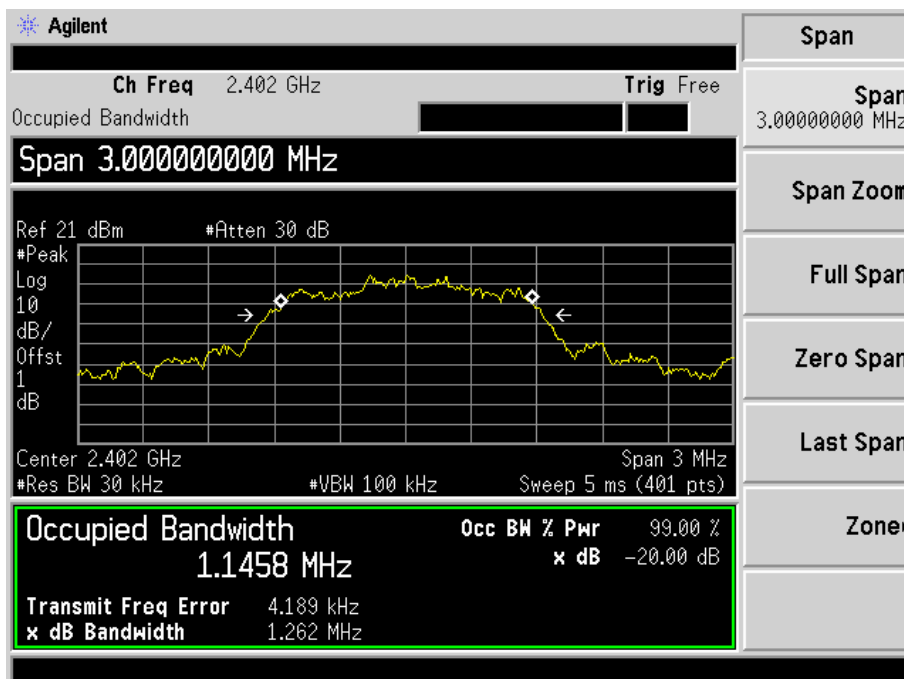 Agilent
Span
Ch Freq 2.402 GHz Trig Free
Occupied Bandwidth
Span
3.00000000 MHz
Span 3.000000000 MHz
Span Zoom
Ref 21 dBm #Atten 30 dB
#Peak
Log
10
dB/
Offst
1
dB
Full Span
Zero Span
Last Span
Center 2.402 GHz Span 3 MHz
#Res BW 30 kHz #VBW 100 kHz Sweep 5 ms (401 pts)
Occupied Bandwidth
1.1458 MHz
Occ BW % Pwr 99.00 %
x dB -20.00 dB
Transmit Freq Error 4.189 kHz
x dB Bandwidth 1.262 MHz
Zone